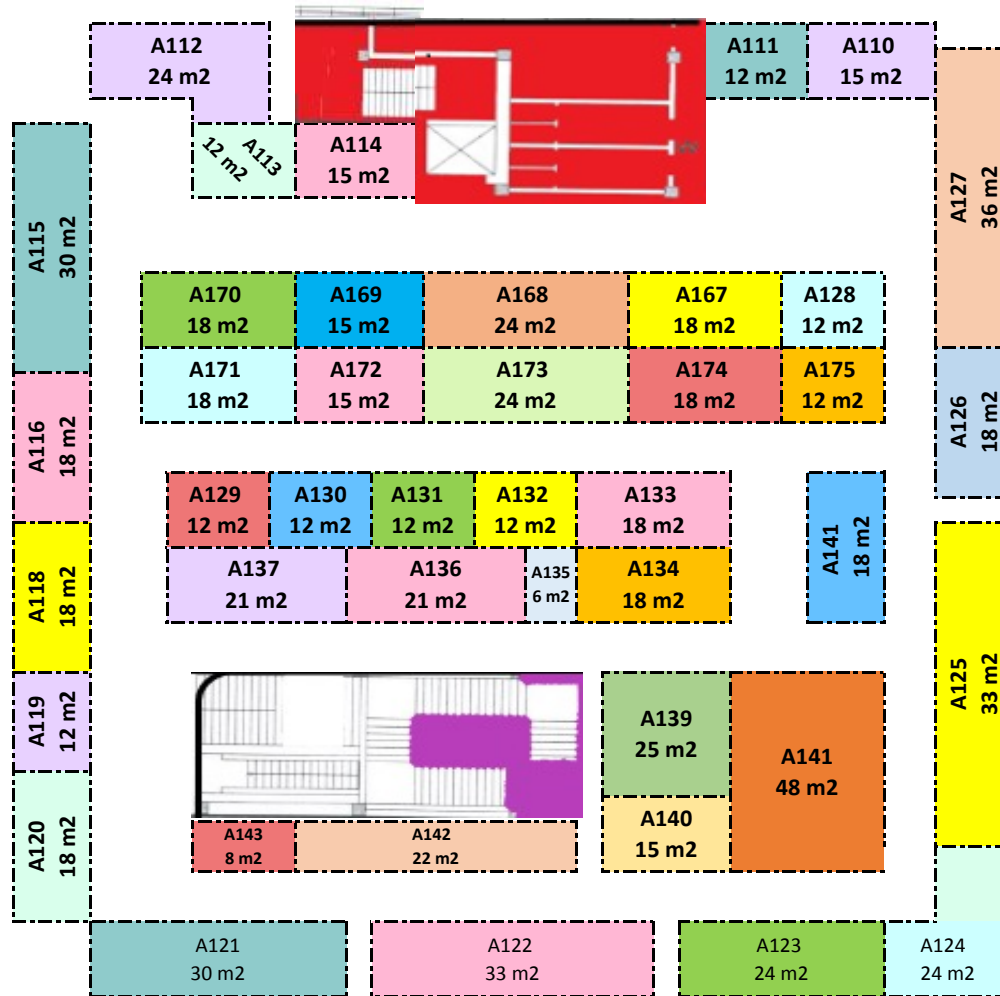 A112
24 m2
A111
12 m2
A110
15 m2
A113
12 m2
A114
15 m2
A127
36 m2
A115
30 m2
A170
18 m2
A169
15 m2
A168
24 m2
A167
18 m2
A128
12 m2
A171
18 m2
A172
15 m2
A173
24 m2
A174
18 m2
A175
12 m2
A126
18 m2
A116
18 m2
A129
12 m2
A130
12 m2
A131
12 m2
A132
12 m2
A133
18 m2
A141
18 m2
A137
21 m2
A136
21 m2
A135
6 m2
A134
18 m2
A118
18 m2
A125
33 m2
A119
12 m2
A139
25 m2
A141
48 m2
A120
18 m2
A143
8 m2
A142
22 m2
A140
15 m2
A121
30 m2
A122
33 m2
A123
24 m2
A124
24 m2